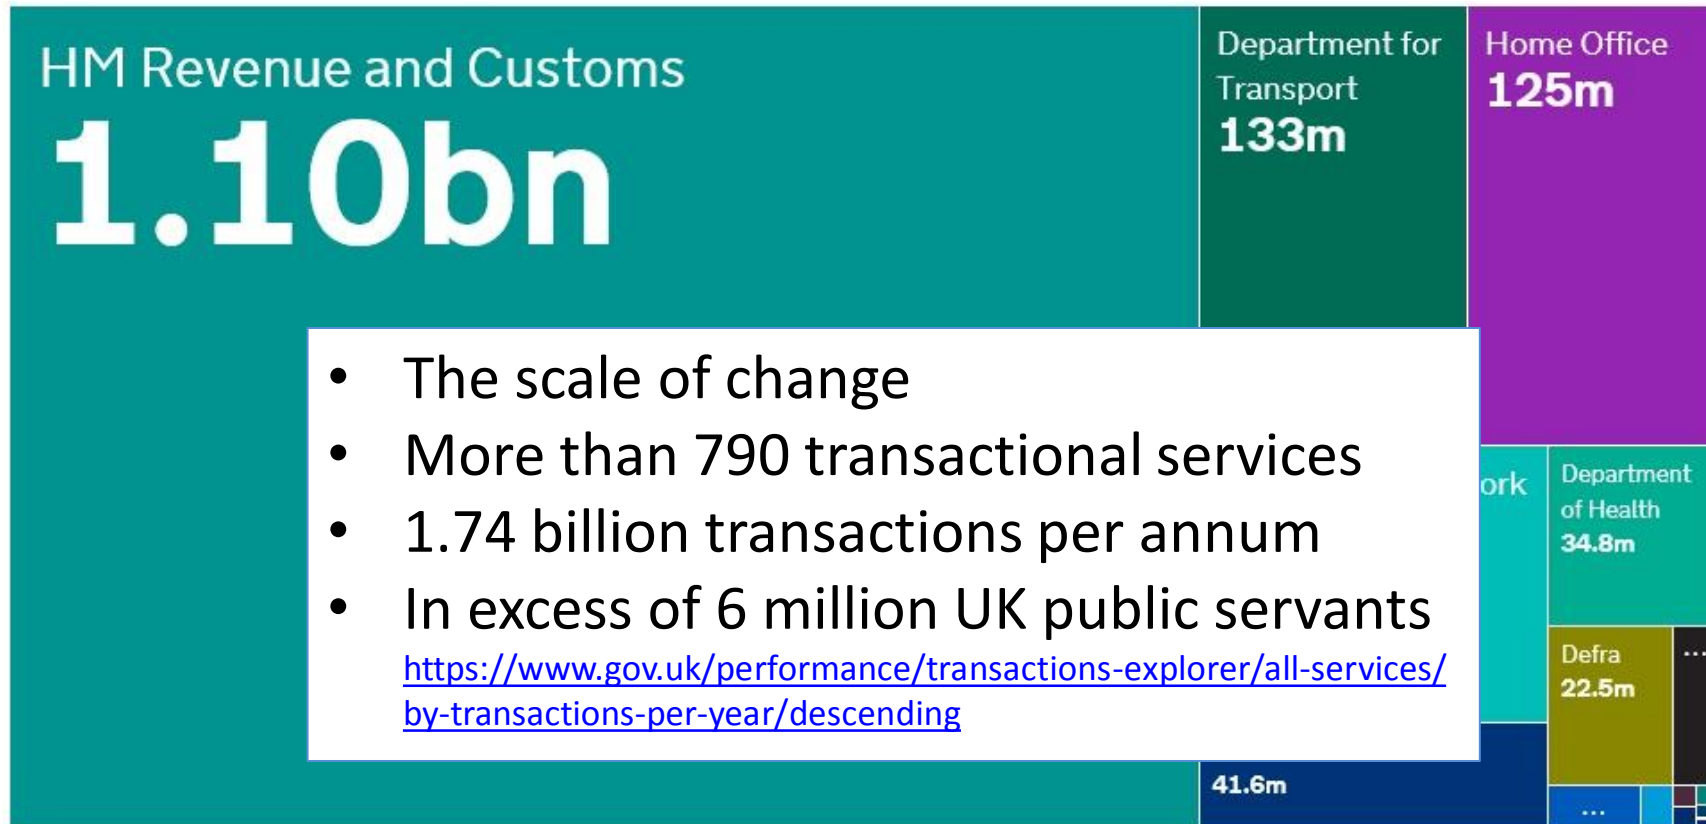 HM Revenue and Customs
1.10bn
Department for
Transport
133m
Home Office
125m
• The scale of change
• More than 790 transactional services
• 1.74 billion transactions per annum
• In excess of 6 million UK public servants
https://www.gov.uk/performance/transactions-explorer/all-services/
by-transactions-per-year/descending
ork
Department
of Health
34.8m
Defra
22.5m
...
41.6m
...